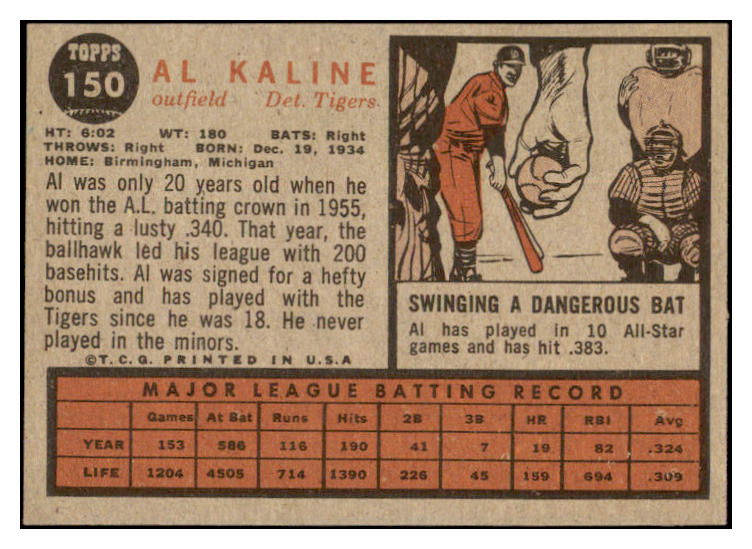 TOPPS
150
AL KALINE
outfield Det. Tigers
HT: 6:02 WT: 180 BATS: Right
THROWS: Right BORN: Dec. 19, 1934
HOME: Birmingham, Michigan
Al was only 20 years old when he
won the A.L. batting crown in 1955,
hitting a lusty .340. That year, the
ballhawk led his league with 200
basehits. Al was signed for a hefty
bonus and has played with the
Tigers since he was 18. He never
played in the minors.
©T.C.G. PRINTED IN U.S.A
SWINGING A DANGEROUS BAT
Al has played in 10 All-Star
games and has hit .383.
MAJOR LEAGUE BATTING RECORD
Games At Bat Runs Hits 2B 3B HR RBI Avg
YEAR 153 586 116 190 41 7 19 82 .324
LIFE 1204 4505 714 1390 226 45 159 694 .309